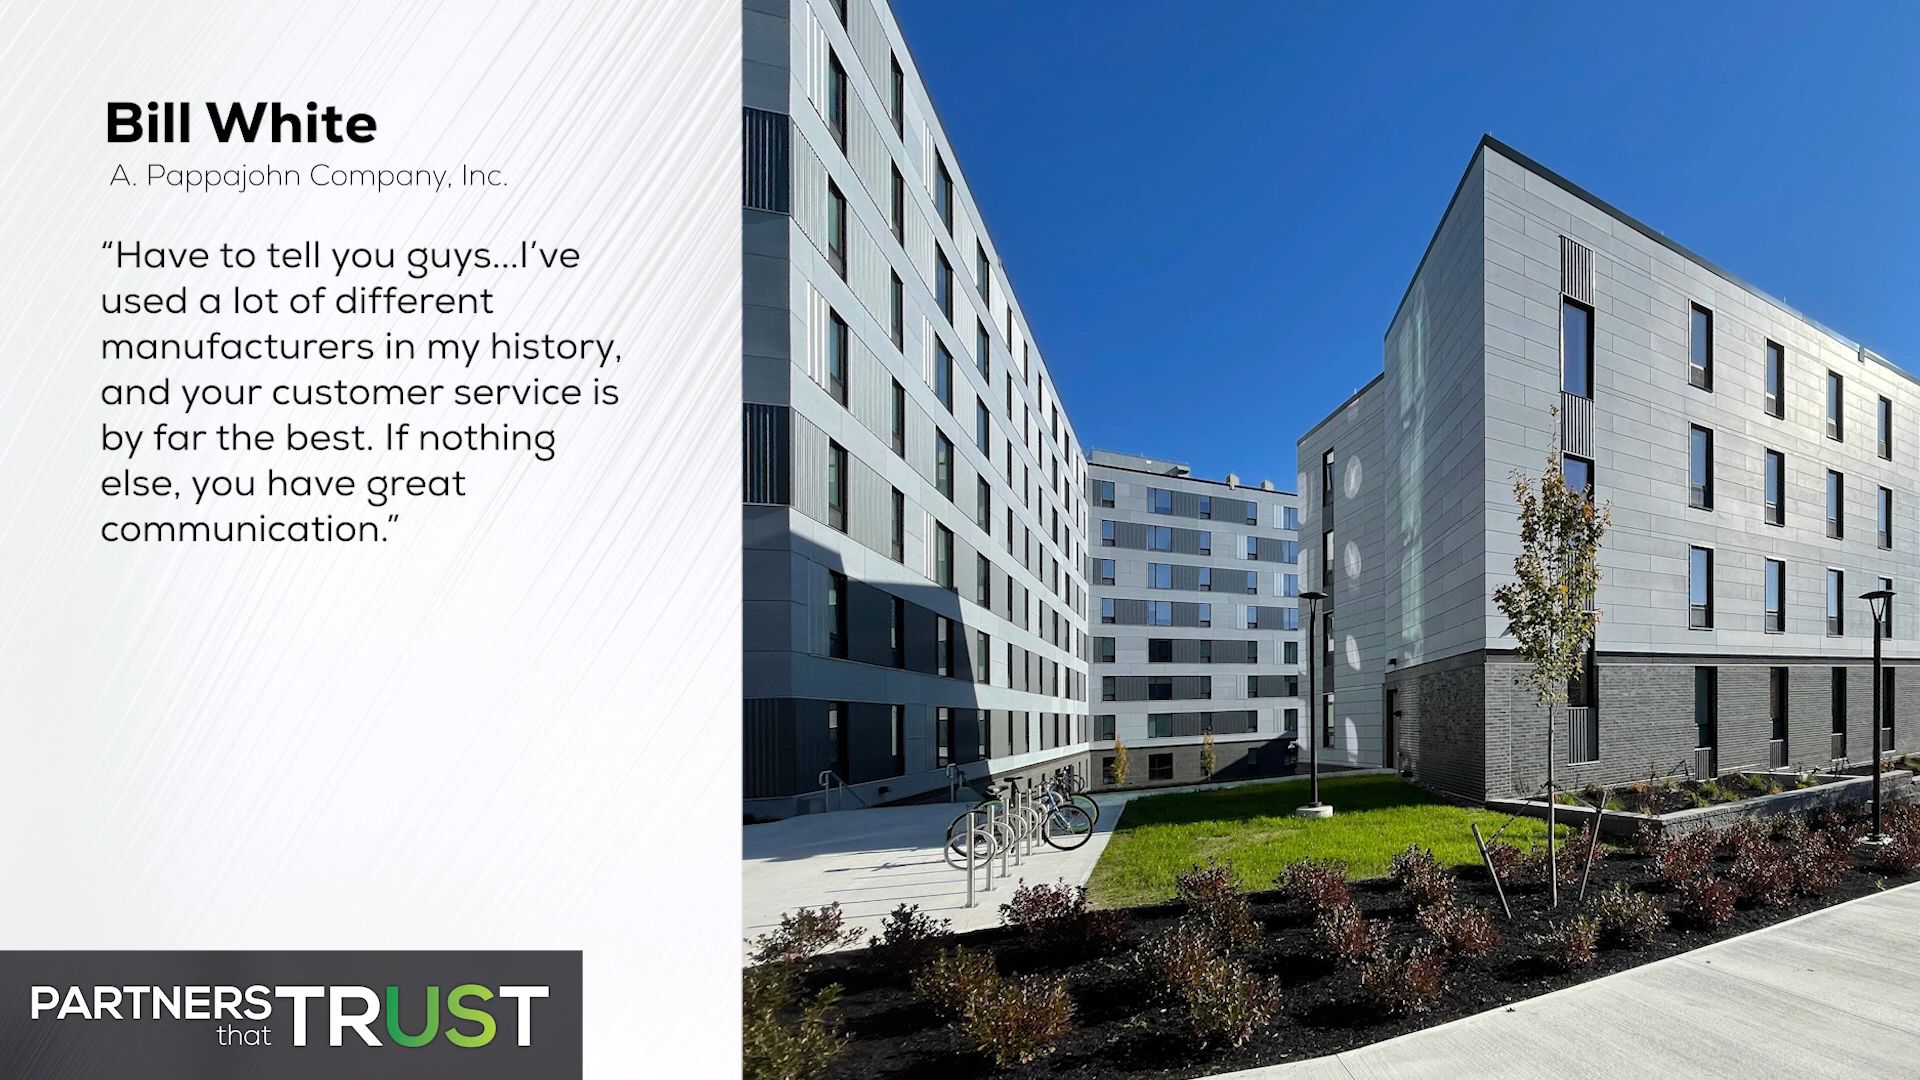 Bill White
A. Pappajohn Company, Inc.
“Have to tell you guys...I’ve
used a lot of different
manufacturers in my history,
and your customer service is
by far the best. If nothing
else, you have great
communication.”
PARTNERS
that
TRUST